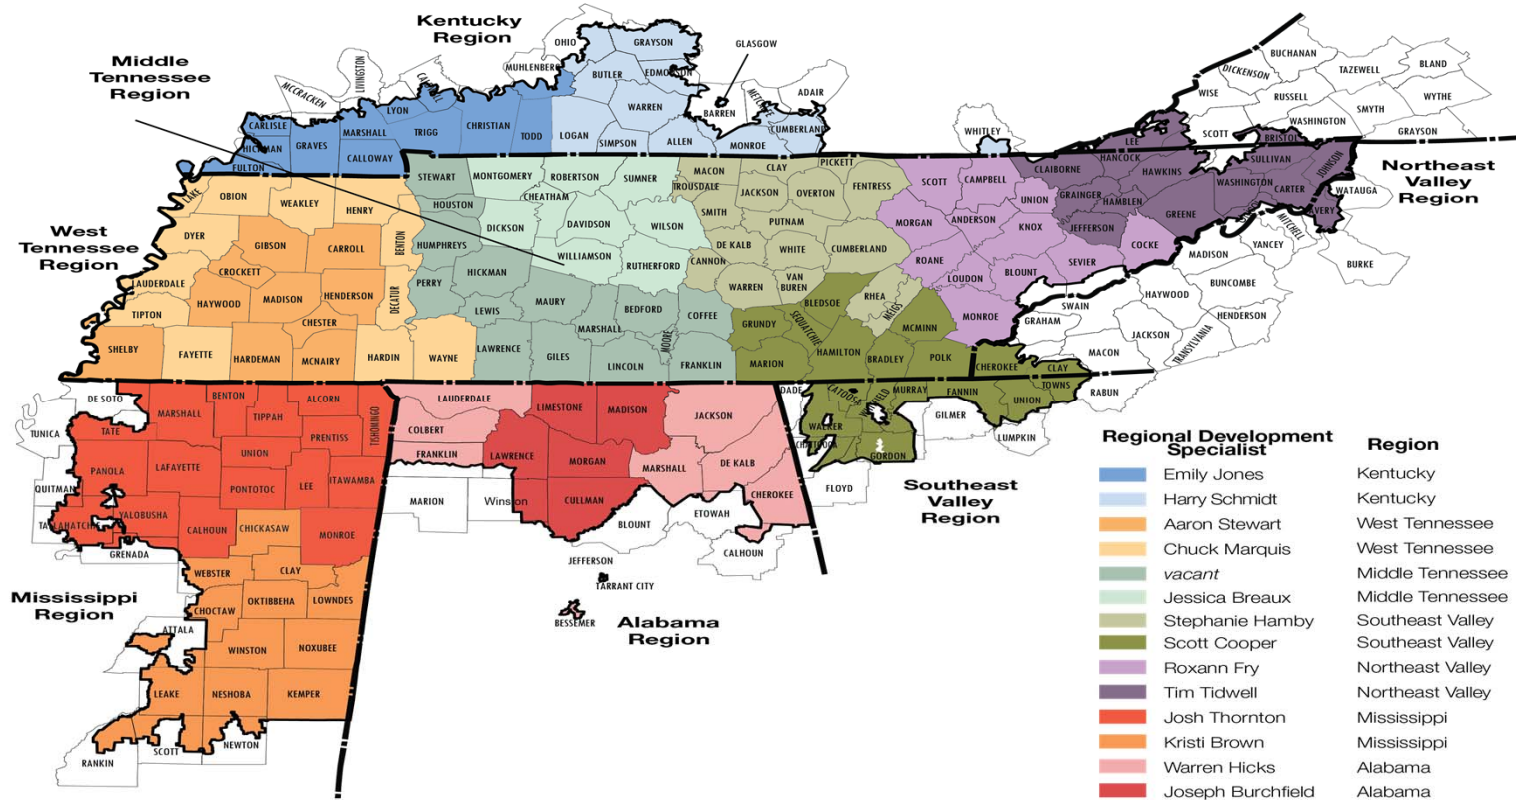 Kentucky
Region
Middle
Tennessee
Region
West
Tennessee
Region
Mississippi
Region
Alabama
Region
Southeast
Valley
Region
Northeast
Valley
Region
OHIO
GRAYSON
GLASGOW
MUHLENBERG
BUTLER
EDMONSON
LIVINGSTON
MCCRACKEN
CALDWELL
LYON
WARREN
BARREN
METCALFE
ADAIR
CARLISLE
MARSHALL
TRIGG
CHRISTIAN
TODD
LOGAN
SIMPSON
ALLEN
MONROE
CUMBERLAND
HICKMAN
GRAVES
CALLOWAY
FULTON
WHITLEY
BUCHANAN
DICKENSON
TAZEWELL
BLAND
WISE
RUSSELL
SMYTH
WYTHE
LEE
SCOTT
WASHINGTON
BRISTOL
GRAYSON
LAKE
OBION
WEAKLEY
HENRY
STEWART
MONTGOMERY
ROBERTSON
SUMNER
MACON
CLAY
PICKETT
TROUSDALE
HOUSTON
CHEATHAM
JACKSON
OVERTON
FENTRESS
SCOTT
CAMPBELL
CLAIBORNE
HANCOCK
HAWKINS
SULLIVAN
JOHNSON
DYER
GIBSON
CARROLL
BENTON
HUMPHREYS
DICKSON
DAVIDSON
WILSON
SMITH
PUTNAM
MORGAN
ANDERSON
UNION
GRAINGER
HAMBLEN
GREENE
WASHINGTON
CARTER
WATAUGA
AVERY
MITCHELL
CROCKETT
LAUDERDALE
HAYWOOD
MADISON
HENDERSON
DECATUR
PERRY
HICKMAN
WILLIAMSON
RUTHERFORD
DE KALB
CANNON
WHITE
CUMBERLAND
ROANE
KNOX
JEFFERSON
COCKE
SEVIER
MADISON
YANCEY
BURKE
TIPTON
CHESTER
LEWIS
MAURY
BEDFORD
COFFEE
WARREN
VAN
BUREN
BLEDSOE
RHEA
MEIGS
LOUDON
BLOUNT
MONROE
HAYWOOD
BUNCOMBE
SWAIN
GRAHAM
HENDERSON
JACKSON
TRANSYLVANIA
MACON
SHELBY
FAYETTE
HARDEMAN
MCNAIRY
HARDIN
WAYNE
LAWRENCE
GILES
MARSHALL
MOORE
LINCOLN
FRANKLIN
GRUNDY
SEQUATCHIE
MARION
HAMILTON
BRADLEY
MCMINN
POLK
CHEROKEE
CLAY
TOWNS
RABUN
DE SOTO
MARSHALL
BENTON
TIPPAH
ALCORN
TISHOMINGO
PRENTISS
TUNICA
TATE
PANOLA
LAFAYETTE
UNION
PONTOTOC
LEE
ITAWAMBA
QUITMAN
TALLAHATCHIE
YALOBUSHA
CALHOUN
CHICKASAW
MONROE
GRENADA
WEBSTER
CLAY
CHOCTAW
OKTIBBEHA
LOWNDES
ATTALA
WINSTON
NOXUBEE
LEAKE
NESHOBA
KEMPER
RANKIN
SCOTT
NEWTON
LAUDERDALE
COLBERT
FRANKLIN
LIMESTONE
MADISON
JACKSON
LAWRENCE
MORGAN
MARSHALL
DE KALB
MARION
Winston
CULLMAN
CHEROKEE
BLOUNT
ETOWAH
CALHOUN
JEFFERSON
TARRANT CITY
BESSEMER
DADE
CATOOSA
WHITFIELD
MURRAY
FANNIN
UNION
GILMER
LUMPKIN
WALKER
CHATTOOGA
GORDON
FLOYD
Regional Development
Specialist Region
Emily Jones Kentucky
Harry Schmidt Kentucky
Aaron Stewart West Tennessee
Chuck Marquis West Tennessee
vacant Middle Tennessee
Jessica Breaux Middle Tennessee
Stephanie Hamby Southeast Valley
Scott Cooper Southeast Valley
Roxann Fry Northeast Valley
Tim Tidwell Northeast Valley
Josh Thornton Mississippi
Kristi Brown Mississippi
Warren Hicks Alabama
Joseph Burchfield Alabama